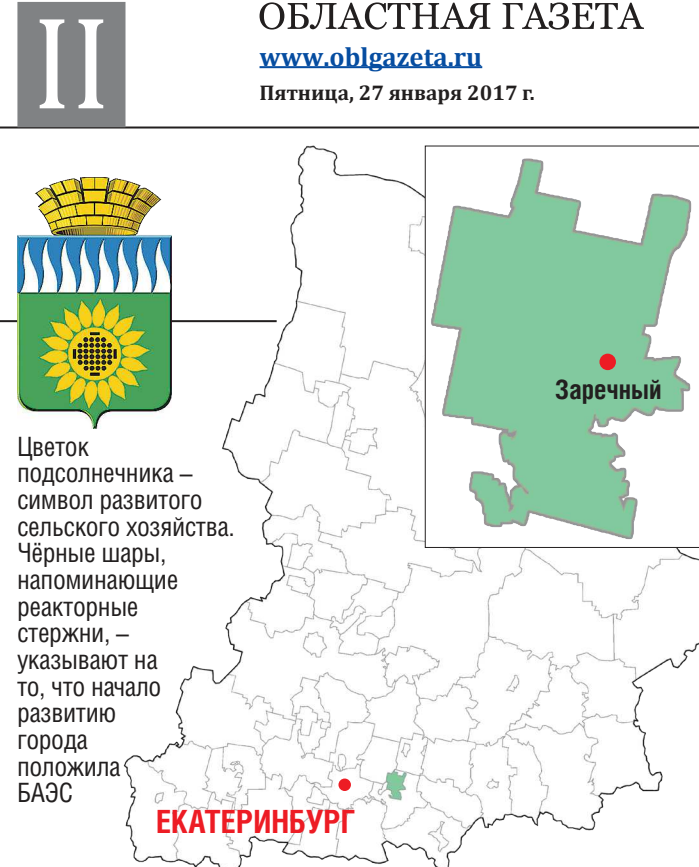 II
ОБЛАСТНАЯ ГАЗЕТА
www.oblgazeta.ru
Пятница, 27 января 2017 г.
Заречный
Цветок
подсолнечника –
символ развитого
сельского хозяйства.
Чёрные шары,
напоминающие
реакторные
стержни, –
указывают на
то, что начало
развитию
города
положила
БАЭС
ЕКАТЕРИНБУРГ